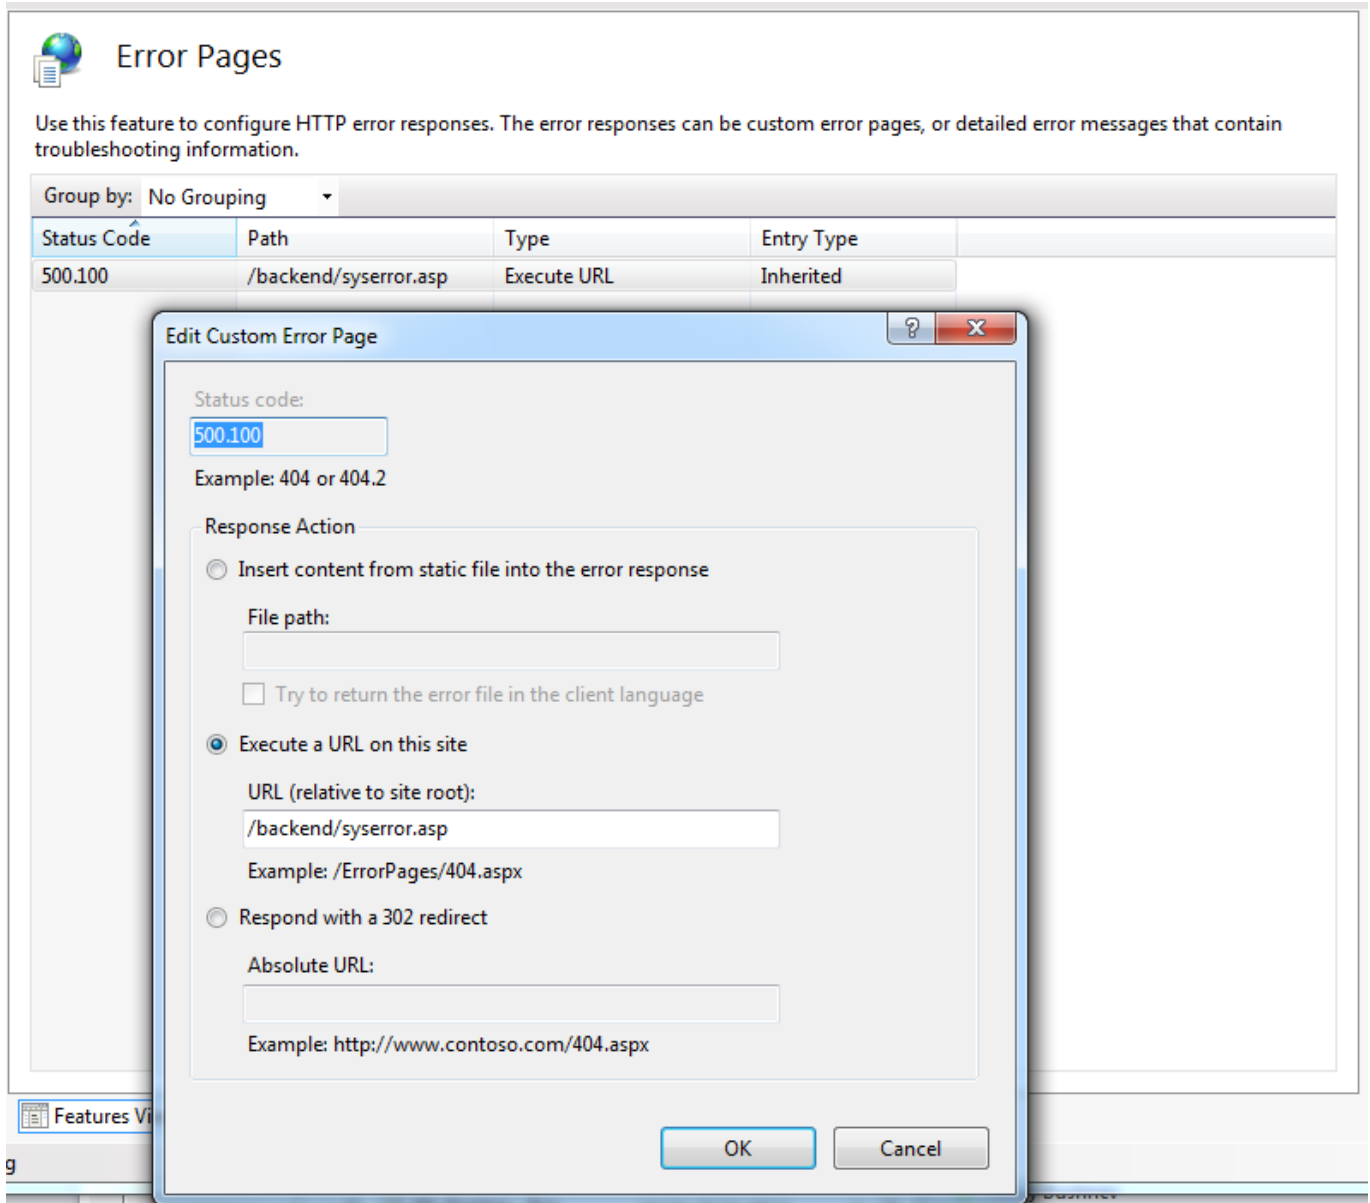 Error Pages
Use this feature to configure HTTP error responses. The error responses can be custom error pages, or detailed error messages that contain
troubleshooting information.
Group by: No Grouping
Status Code Path Type Entry Type
500.100 /backend/syserror.asp Execute URL Inherited
Edit Custom Error Page
Status code:
500.100
Example: 404 or 404.2
Response Action
Insert content from static file into the error response
File path:
Try to return the error file in the client language
Execute a URL on this site
URL (relative to site root):
/backend/syserror.asp
Example: /ErrorPages/404.aspx
Respond with a 302 redirect
Absolute URL:
Example: http://www.contoso.com/404.aspx
Features Vi
OK Cancel
g